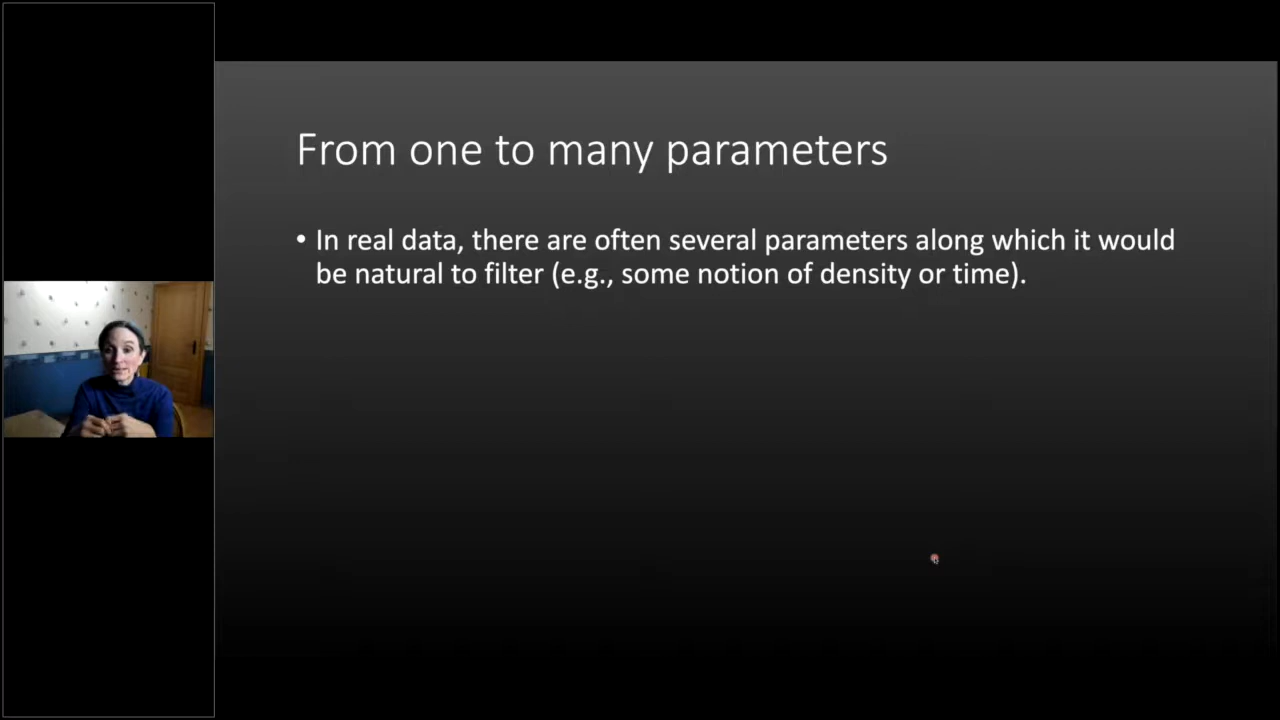 From one to many parameters
• In real data, there are often several parameters along which it would
be natural to filter (e.g., some notion of density or time).